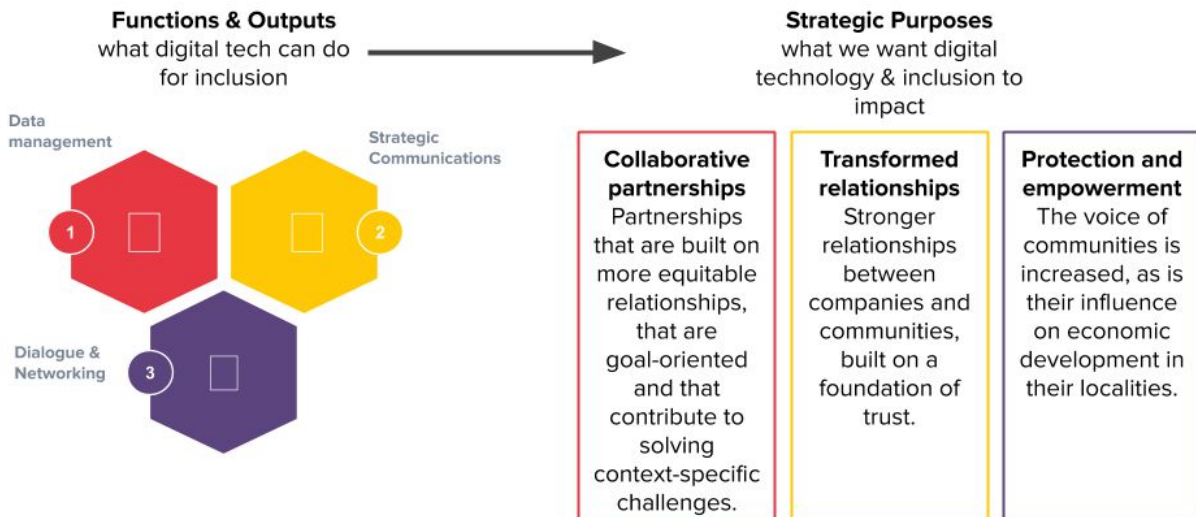 Functions & Outputs
what digital tech can do
for inclusion
Strategic Purposes
what we want digital
technology & inclusion to
impact
Data
management
Strategic
Communications
1
2
Dialogue &
Networking
3
Collaborative
partnerships
Partnerships
that are built on
more equitable
relationships,
that are
goal-oriented
and that
contribute to
solving
context-specific
challenges.
Transformed
relationships
Stronger
relationships
between
companies and
communities,
built on a
foundation of
trust.
Protection and
empowerment
The voice of
communities is
increased, as is
their influence
on economic
development in
their localities.